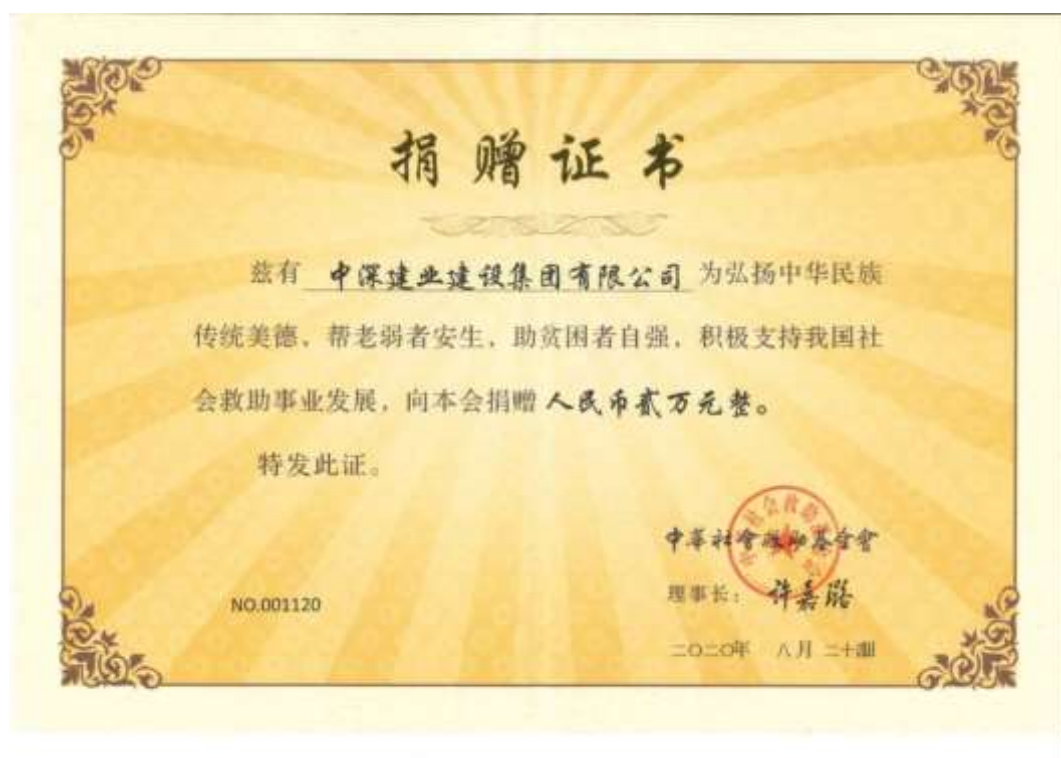 捐赠证书
兹有 中深建业建设集团有限公司 为弘扬中华民族
传统美德，帮老弱者安生，助贫困者自强，积极支持我国社
会救助事业发展，向本会捐赠 人民币贰万元整。
特发此证。
中华社會救助基金會
理事长：许嘉璐
NO.001120
二〇二〇年 八月 二十